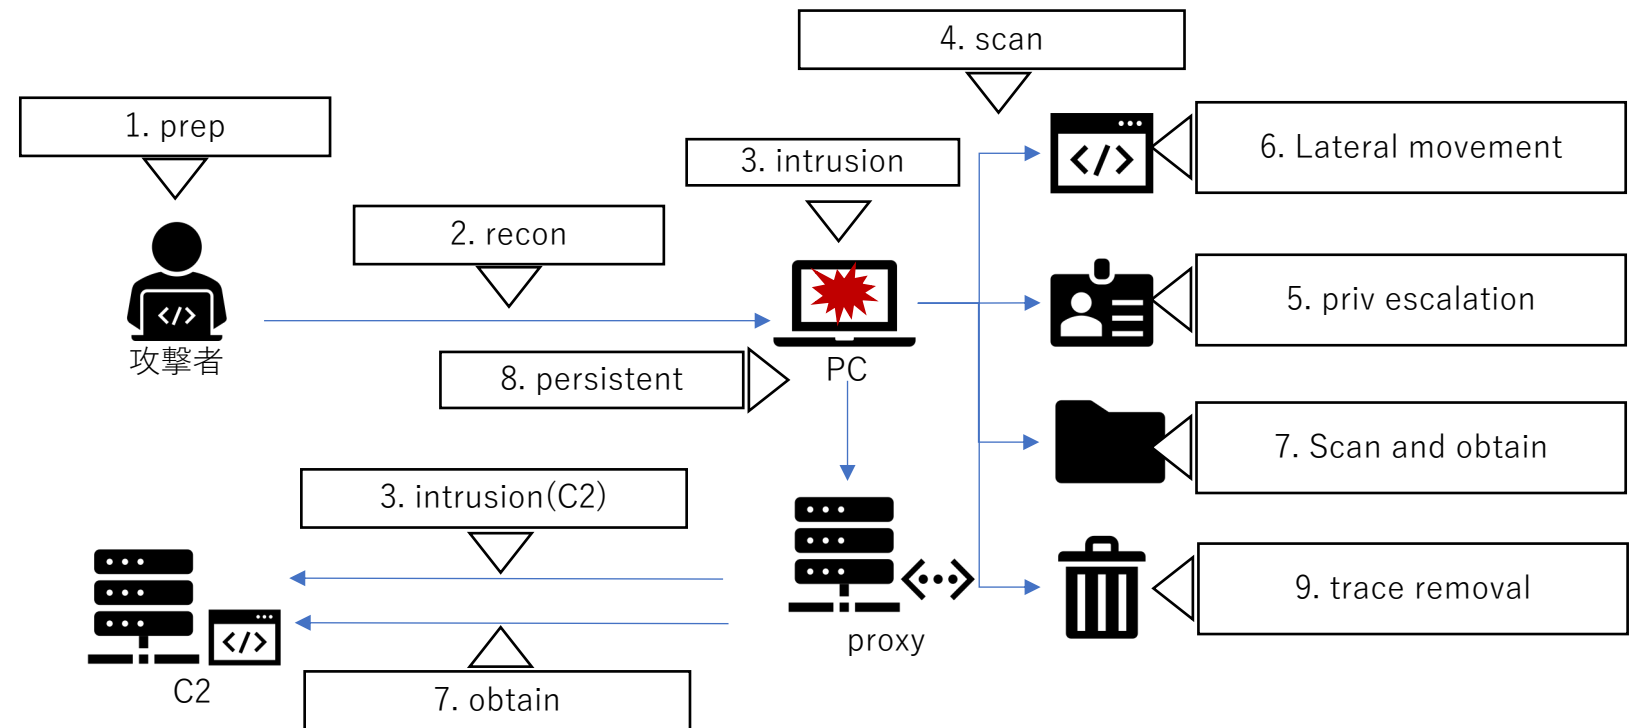 4. scan
1. prep
3. intrusion
6. Lateral movement
2. recon
5. priv escalation
攻撃者
8. persistent
PC
7. Scan and obtain
3. intrusion(C2)
9. trace removal
proxy
C2
7. obtain